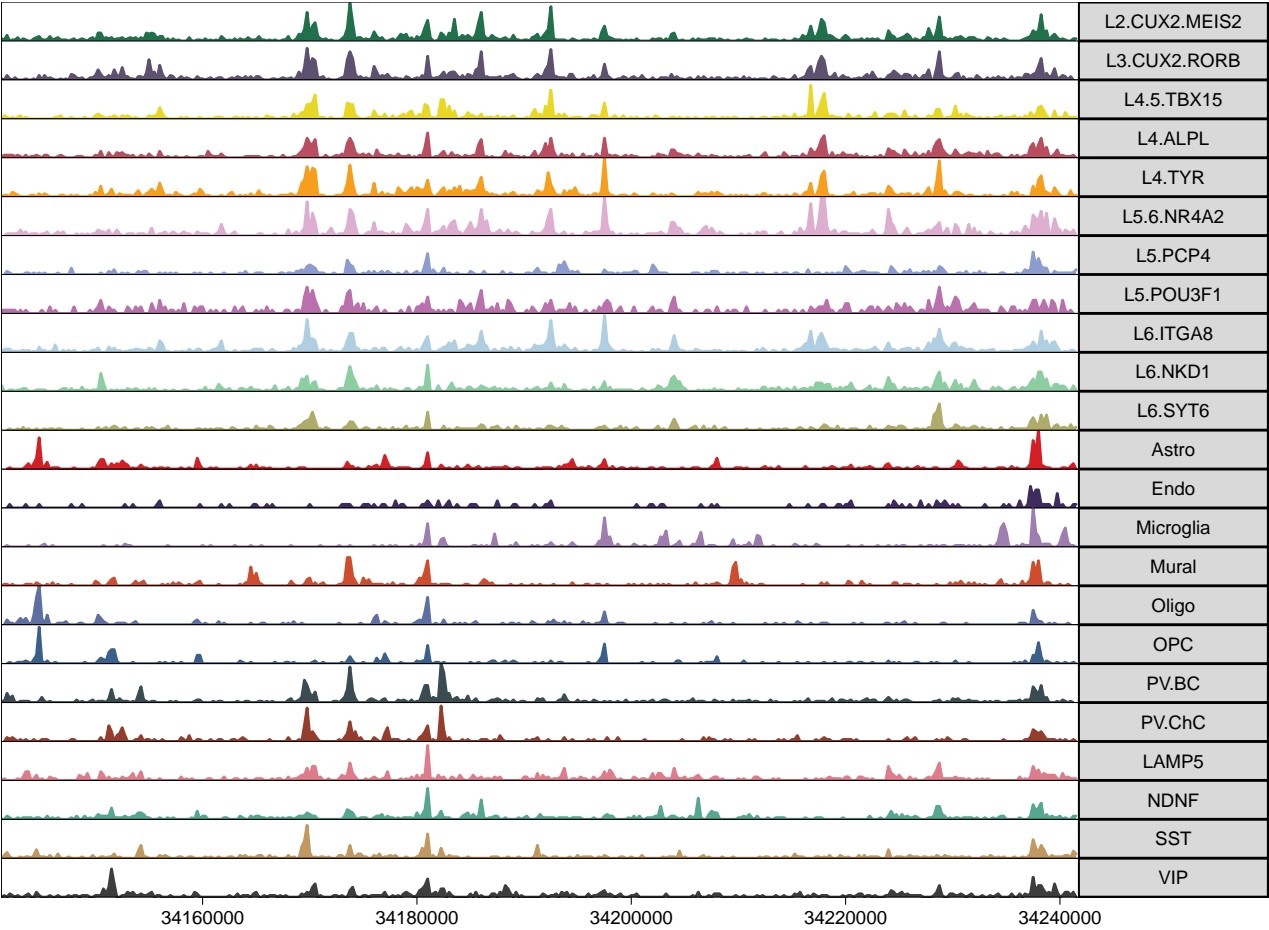 L2.CUX2.MEIS2
L3.CUX2.RORB
L4.5.TBX15
L4.ALPL
L4.TYR
L5.6.NR4A2
L5.PCP4
L5.POU3F1
L6.ITGA8
L6.NKD1
L6.SYT6
Astro
Endo
Microglia
Mural
Oligo
OPC
PV.BC
PV.ChC
LAMP5
NDNF
SST
VIP
34160000 34180000 34200000 34220000 34240000